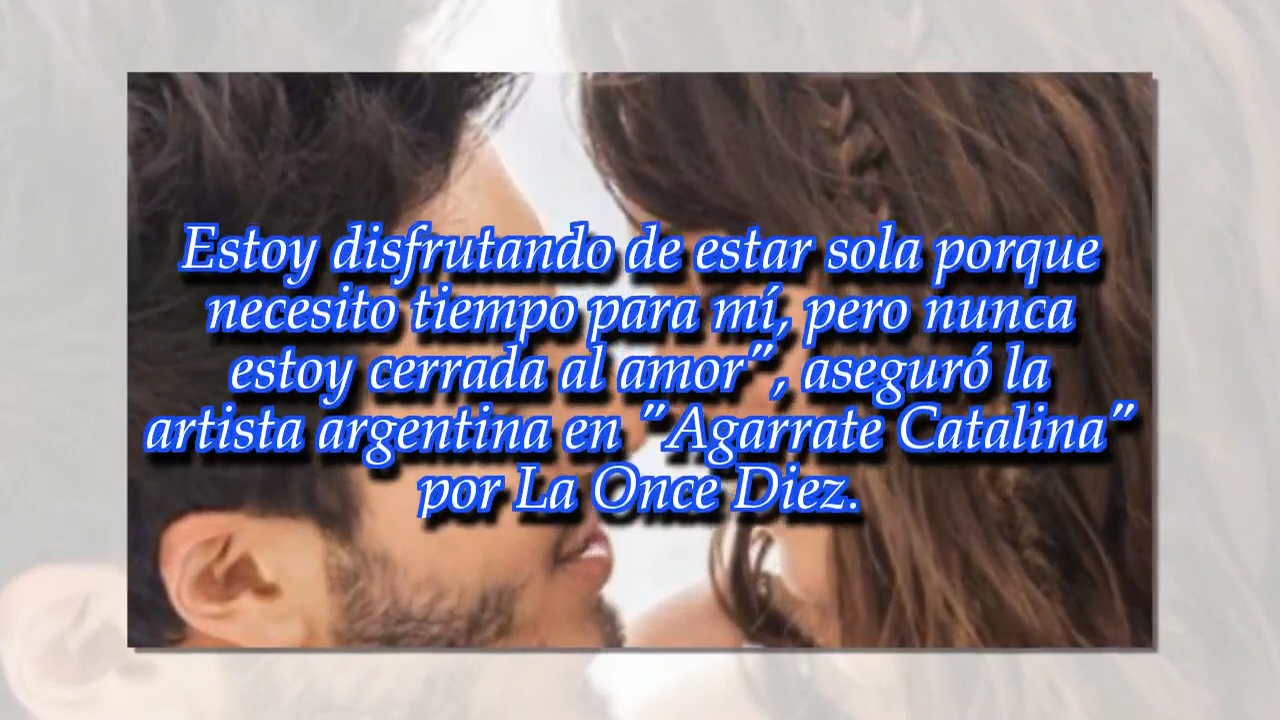 Estoy disfrutando de estar sola porque
necesito tiempo para mí, pero nunca
estoy cerrada al amor", aseguró la
artista argentina en "Agarrate Catalina"
por La Once Diez.